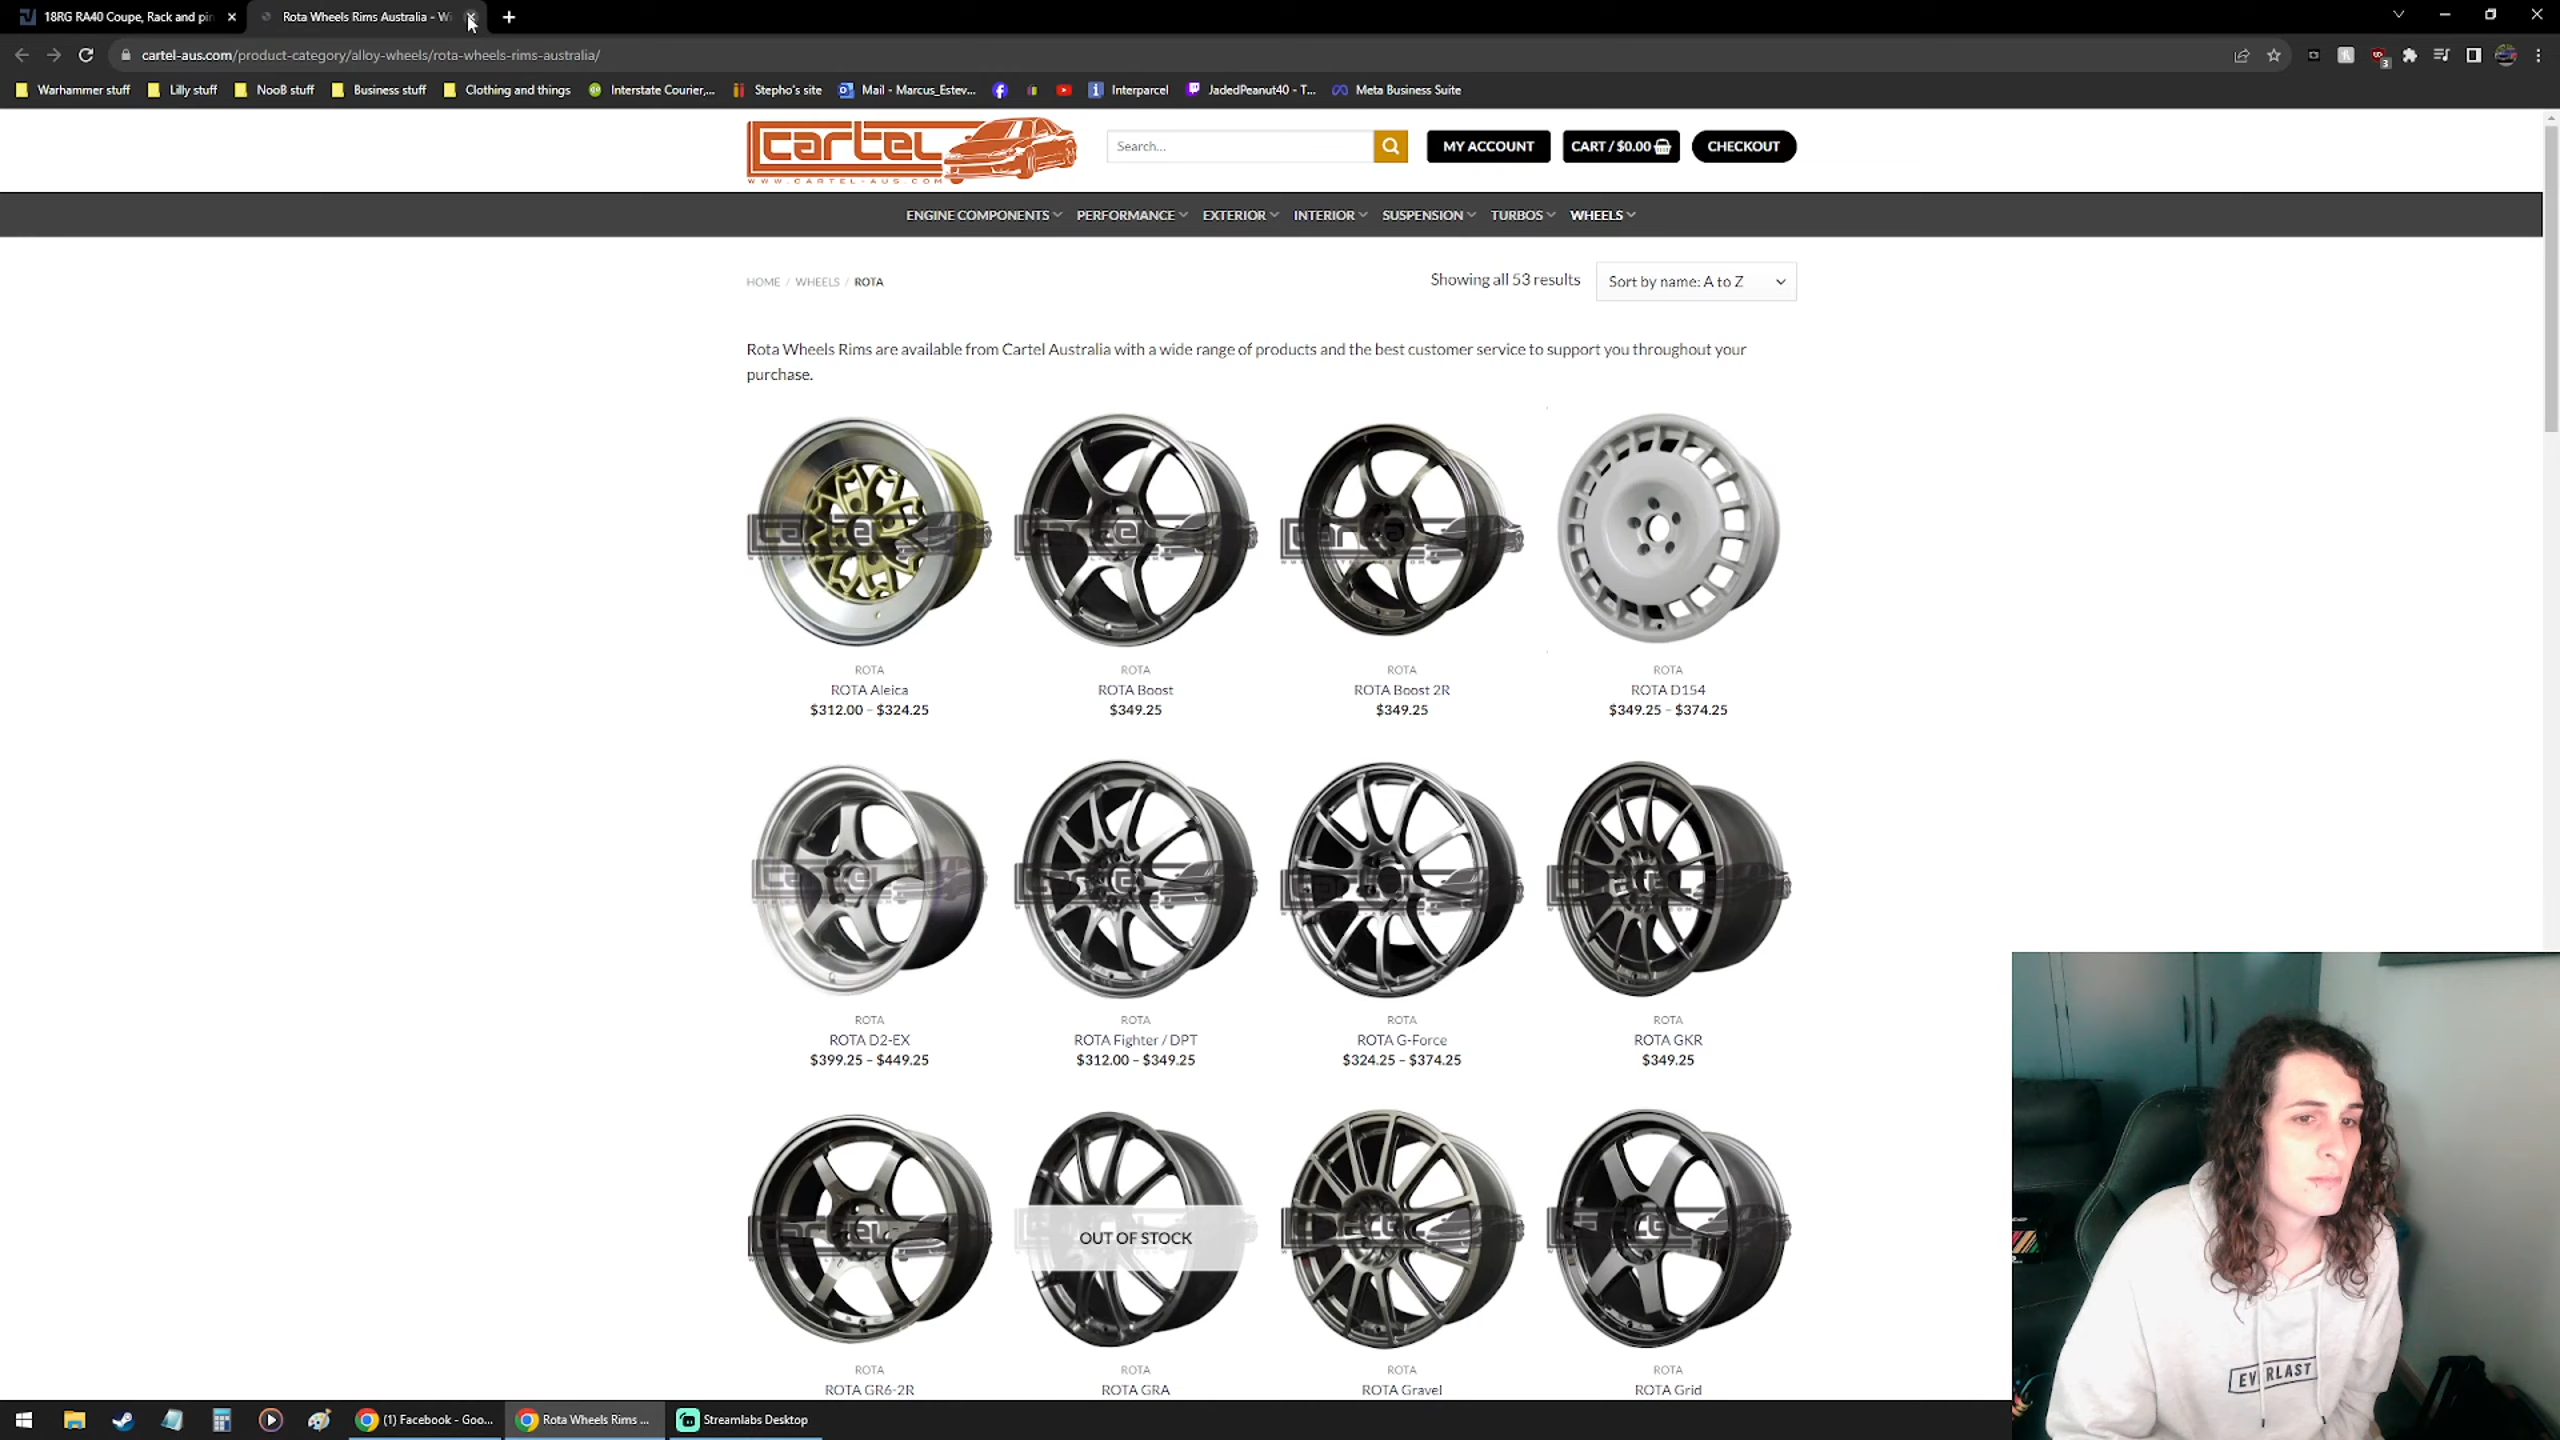 18RG RA40 Coupe, Rack and pin
Rota Wheels Rims Australia - Wi
cartel-aus.com/product-category/alloy-wheels/rota-wheels-rims-australia/
3
Warhammer stuff
Lilly stuff
NooB stuff
Business stuff
Clothing and things
Interstate Courier,...
Stepho's site
Mail - Marcus_Estev...
Interparcel
JadedPeanut40 - T...
Meta Business Suite
cartel
WWW.CARTEL-AUS.COM
Search...
MY ACCOUNT
CART / $0.00
CHECKOUT
ENGINE COMPONENTS
PERFORMANCE
EXTERIOR
INTERIOR
SUSPENSION
TURBOS
WHEELS
HOME / WHEELS / ROTA
Showing all 53 results
Sort by name: A to Z
Rota Wheels Rims are available from Cartel Australia with a wide range of products and the best customer service to support you throughout your
purchase.
ROTA
ROTA Aleica
$312.00 – $324.25
ROTA
ROTA Boost
$349.25
ROTA
ROTA Boost 2R
$349.25
ROTA
ROTA D154
$349.25 – $374.25
ROTA
ROTA D2-EX
$399.25 – $449.25
ROTA
ROTA Fighter / DPT
$312.00 – $349.25
ROTA
ROTA G-Force
$324.25 – $374.25
ROTA
ROTA GKR
$349.25
OUT OF STOCK
ROTA
ROTA GR6-2R
ROTA
ROTA GRA
ROTA
ROTA Gravel
ROTA
ROTA Grid
EVERLAST
(1) Facebook - Goo...
Rota Wheels Rims ...
Streamlabs Desktop